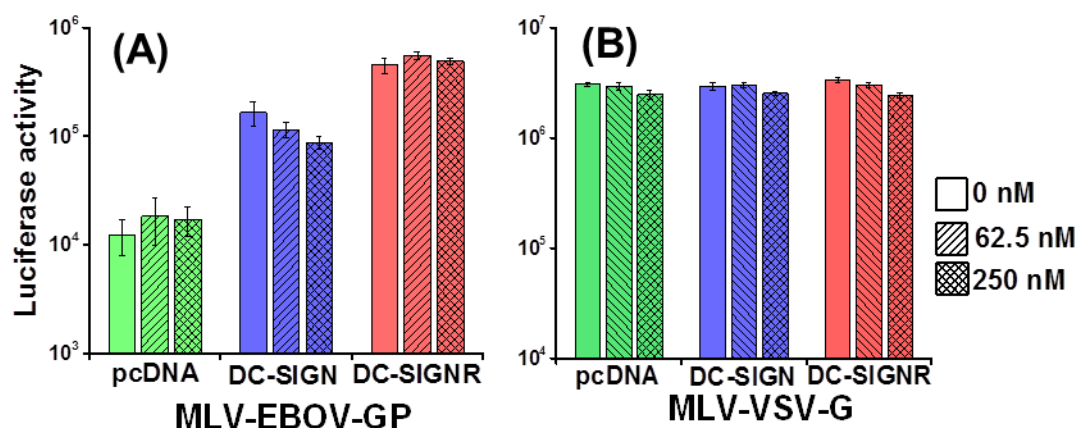 (A)
Luciferase activity
10^6
10^5
10^4
10^3
pcDNA DC-SIGN DC-SIGNR
MLV-EBOV-GP
(B)
10^7
10^6
10^5
10^4
pcDNA DC-SIGN DC-SIGNR
MLV-VSV-G
0 nM
62.5 nM
250 nM